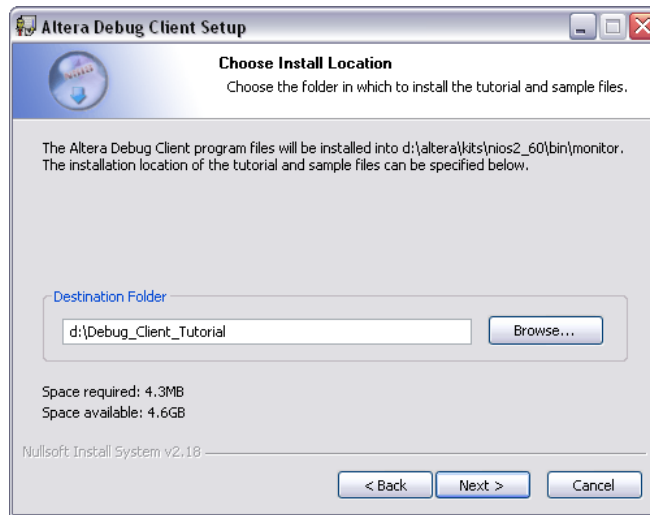 Altera Debug Client Setup
Choose Install Location
Choose the folder in which to install the tutorial and sample files.
The Altera Debug Client program files will be installed into d:\altera\kits\nios2_60\bin\monitor.
The installation location of the tutorial and sample files can be specified below.
Destination Folder
d:\Debug_Client_Tutorial
Browse...
Space required: 4.3MB
Space available: 4.6GB
Nullsoft Install System v2.18
< Back
Next >
Cancel